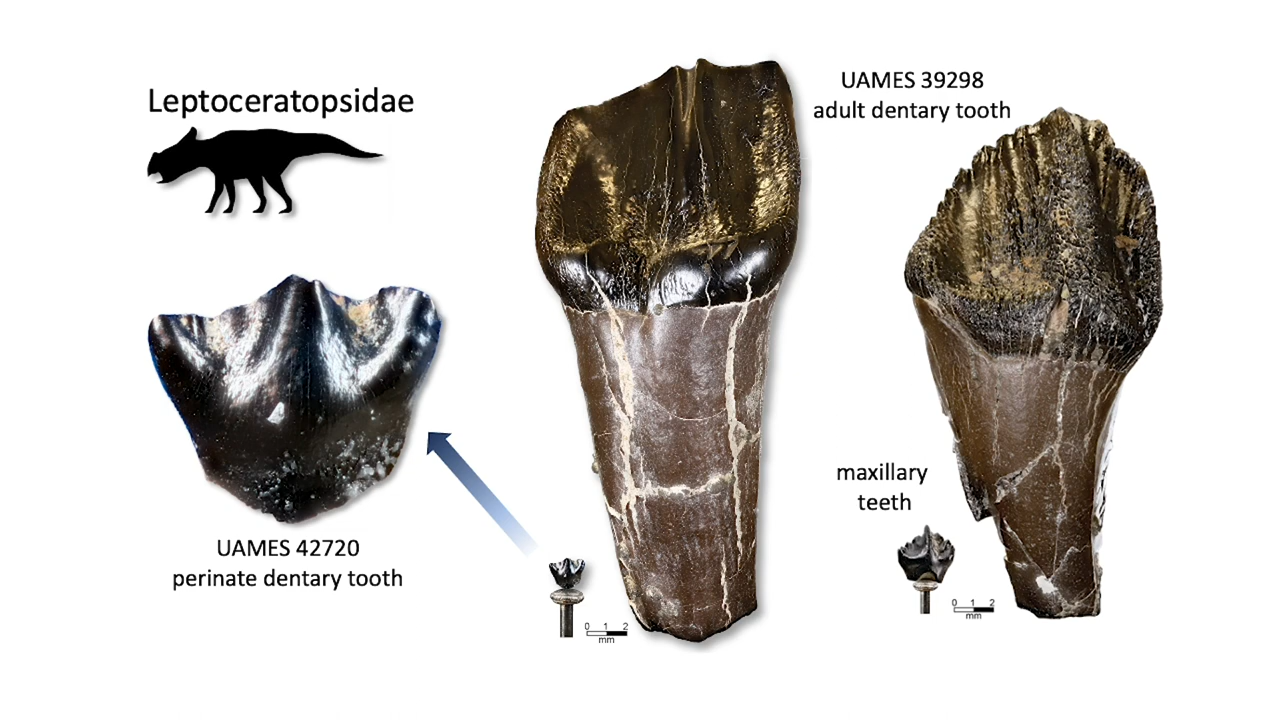 Leptoceratopsidae
UAMES 39298
adult dentary tooth
UAMES 42720
perinate dentary tooth
maxillary
teeth
0 1 2
mm
0 1 2
mm